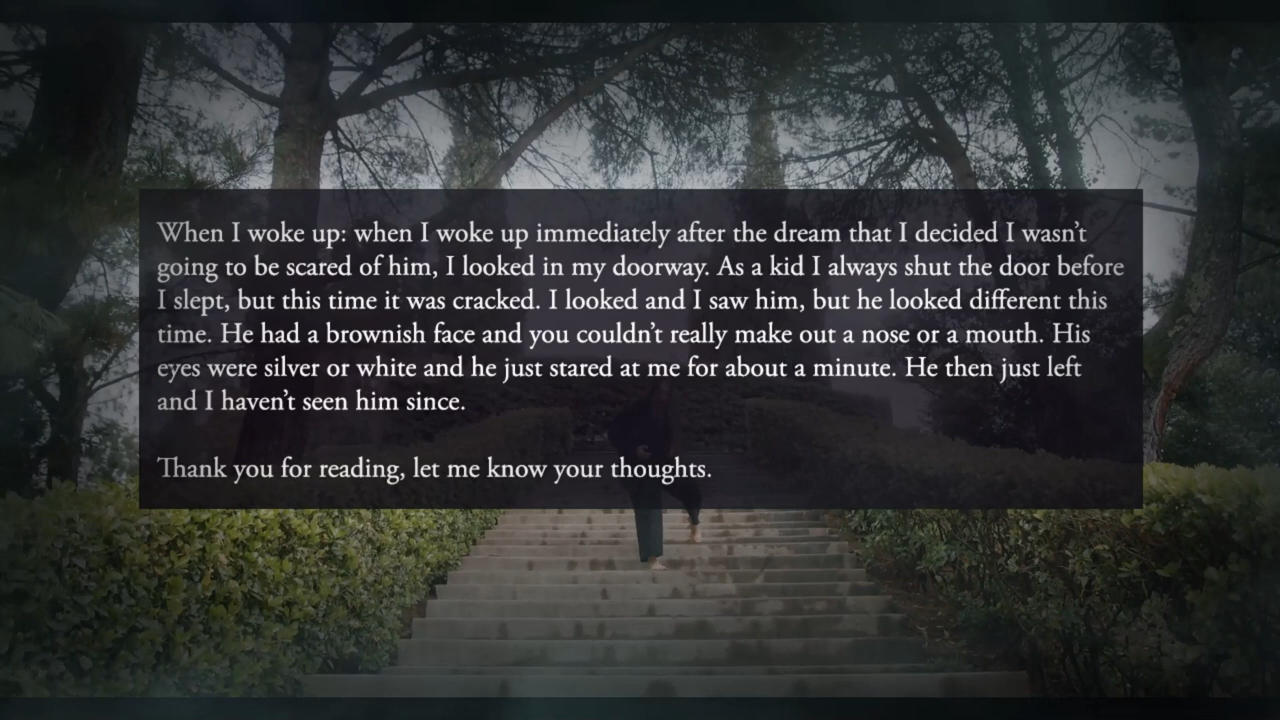 When I woke up: when I woke up immediately after the dream that I decided I wasn’t
going to be scared of him, I looked in my doorway. As a kid I always shut the door before
I slept, but this time it was cracked. I looked and I saw him, but he looked different this
time. He had a brownish face and you couldn’t really make out a nose or a mouth. His
eyes were silver or white and he just stared at me for about a minute. He then just left
and I haven’t seen him since.
Thank you for reading, let me know your thoughts.